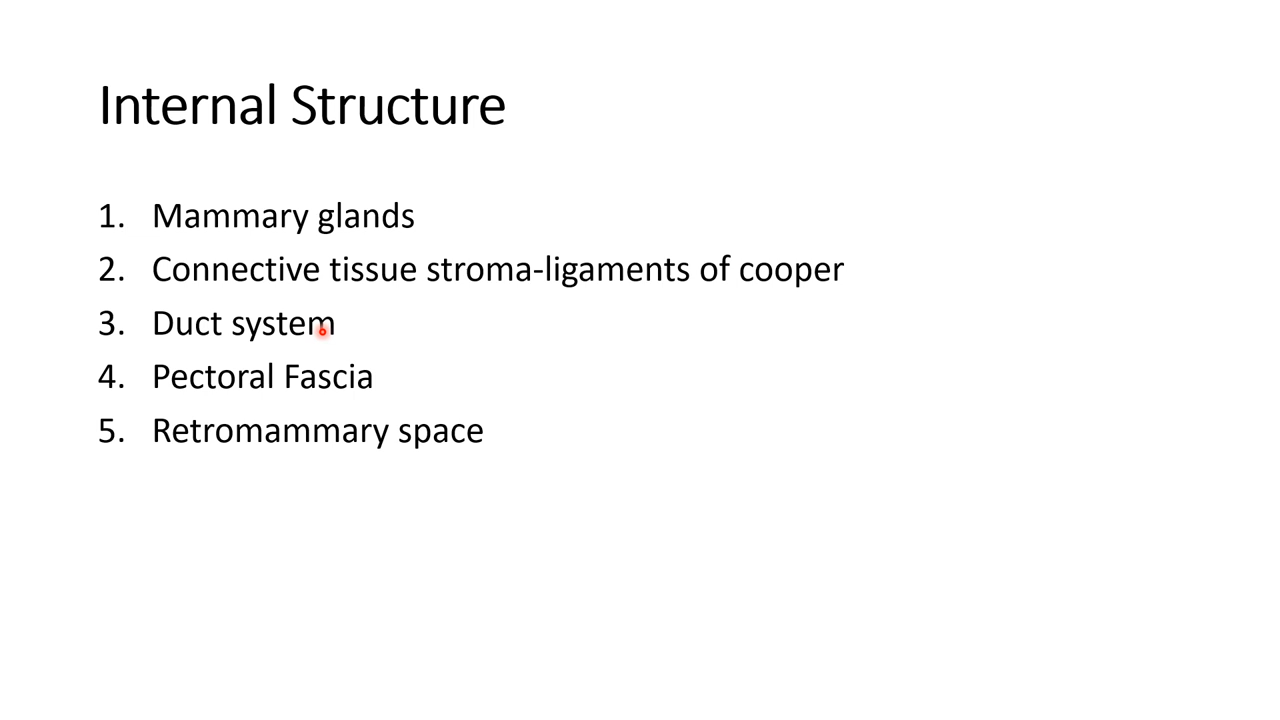 Internal Structure
1. Mammary glands
2. Connective tissue stroma-ligaments of cooper
3. Duct system
4. Pectoral Fascia
5. Retromammary space